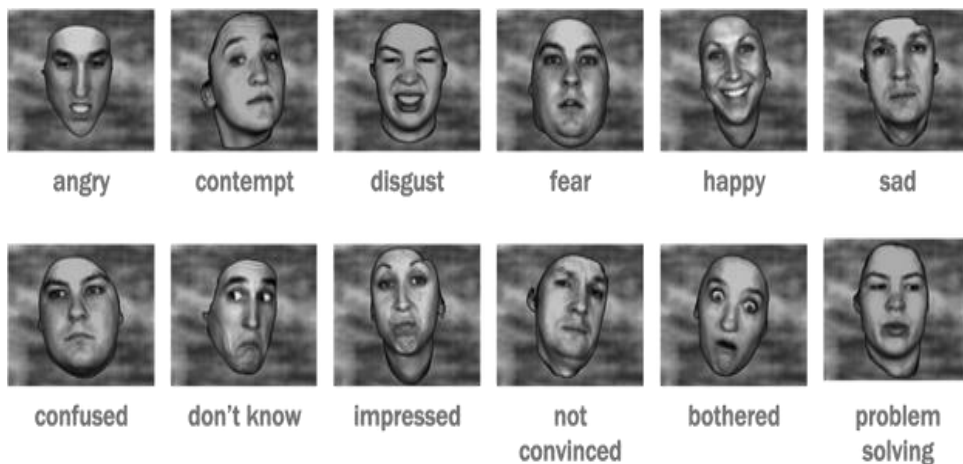 angry contempt disgust fear happy sad
confused don't know impressed not convinced bothered problem solving